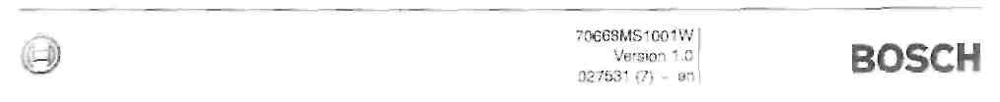 70668MS1001W
Version 1.0
027531 (7) - en
BOSCH